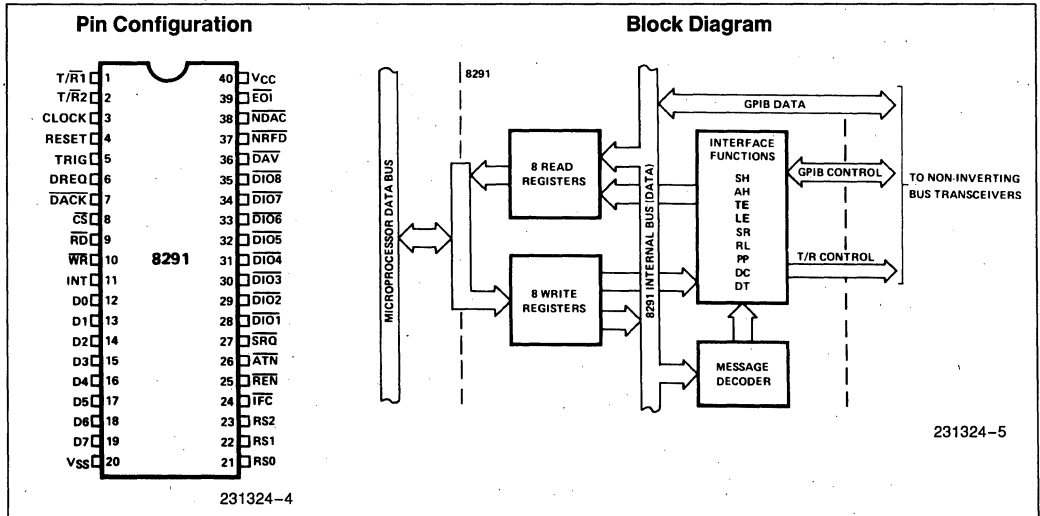 Pin Configuration
T/R1 1
T/R2 2
CLOCK 3
RESET 4
TRIG 5
DREQ 6
DACK 7
CS 8
RD 9
WR 10
INT 11
D0 12
D1 13
D2 14
D3 15
D4 16
D5 17
D6 18
D7 19
VSS 20
8291
40 VCC
39 EOI
38 NDAC
37 NRFD
36 DAV
35 DIO8
34 DIO7
33 DIO6
32 DIO5
31 DIO4
30 DIO3
29 DIO2
28 DIO1
27 SRQ
26 ATN
25 REN
24 IFC
23 RS2
22 RS1
21 RS0
231324-4
Block Diagram
8291
MICROPROCESSOR DATA BUS
8 READ
REGISTERS
8 WRITE
REGISTERS
8291 INTERNAL BUS (DATA)
GPIB DATA
INTERFACE
FUNCTIONS
SH
AH
TE
LE
SR
RL
PP
DC
DT
GPIB CONTROL
T/R CONTROL
MESSAGE
DECODER
TO NON-INVERTING
BUS TRANSCEIVERS
231324-5